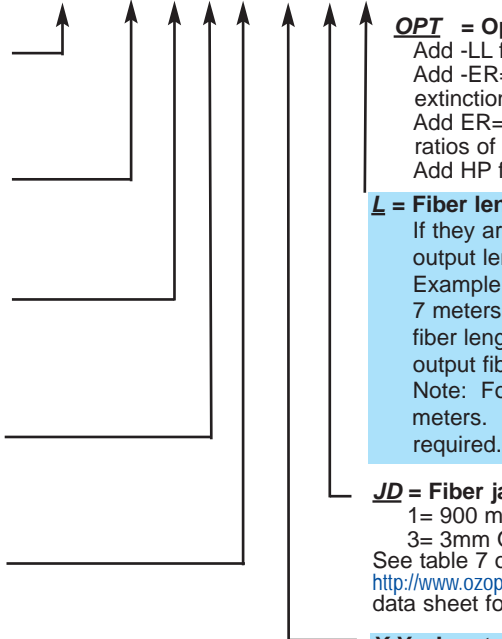 OPT = Op
Add -LL f
Add -ER=
extinction
Add ER=
ratios of
Add HP f
L = Fiber len
If they ar
output le
Example
7 meters
fiber leng
output fib
Note: Fo
meters.
required.
JD = Fiber ja
1= 900 m
3= 3mm
See table 7 o
http://www.ozop
data sheet fo